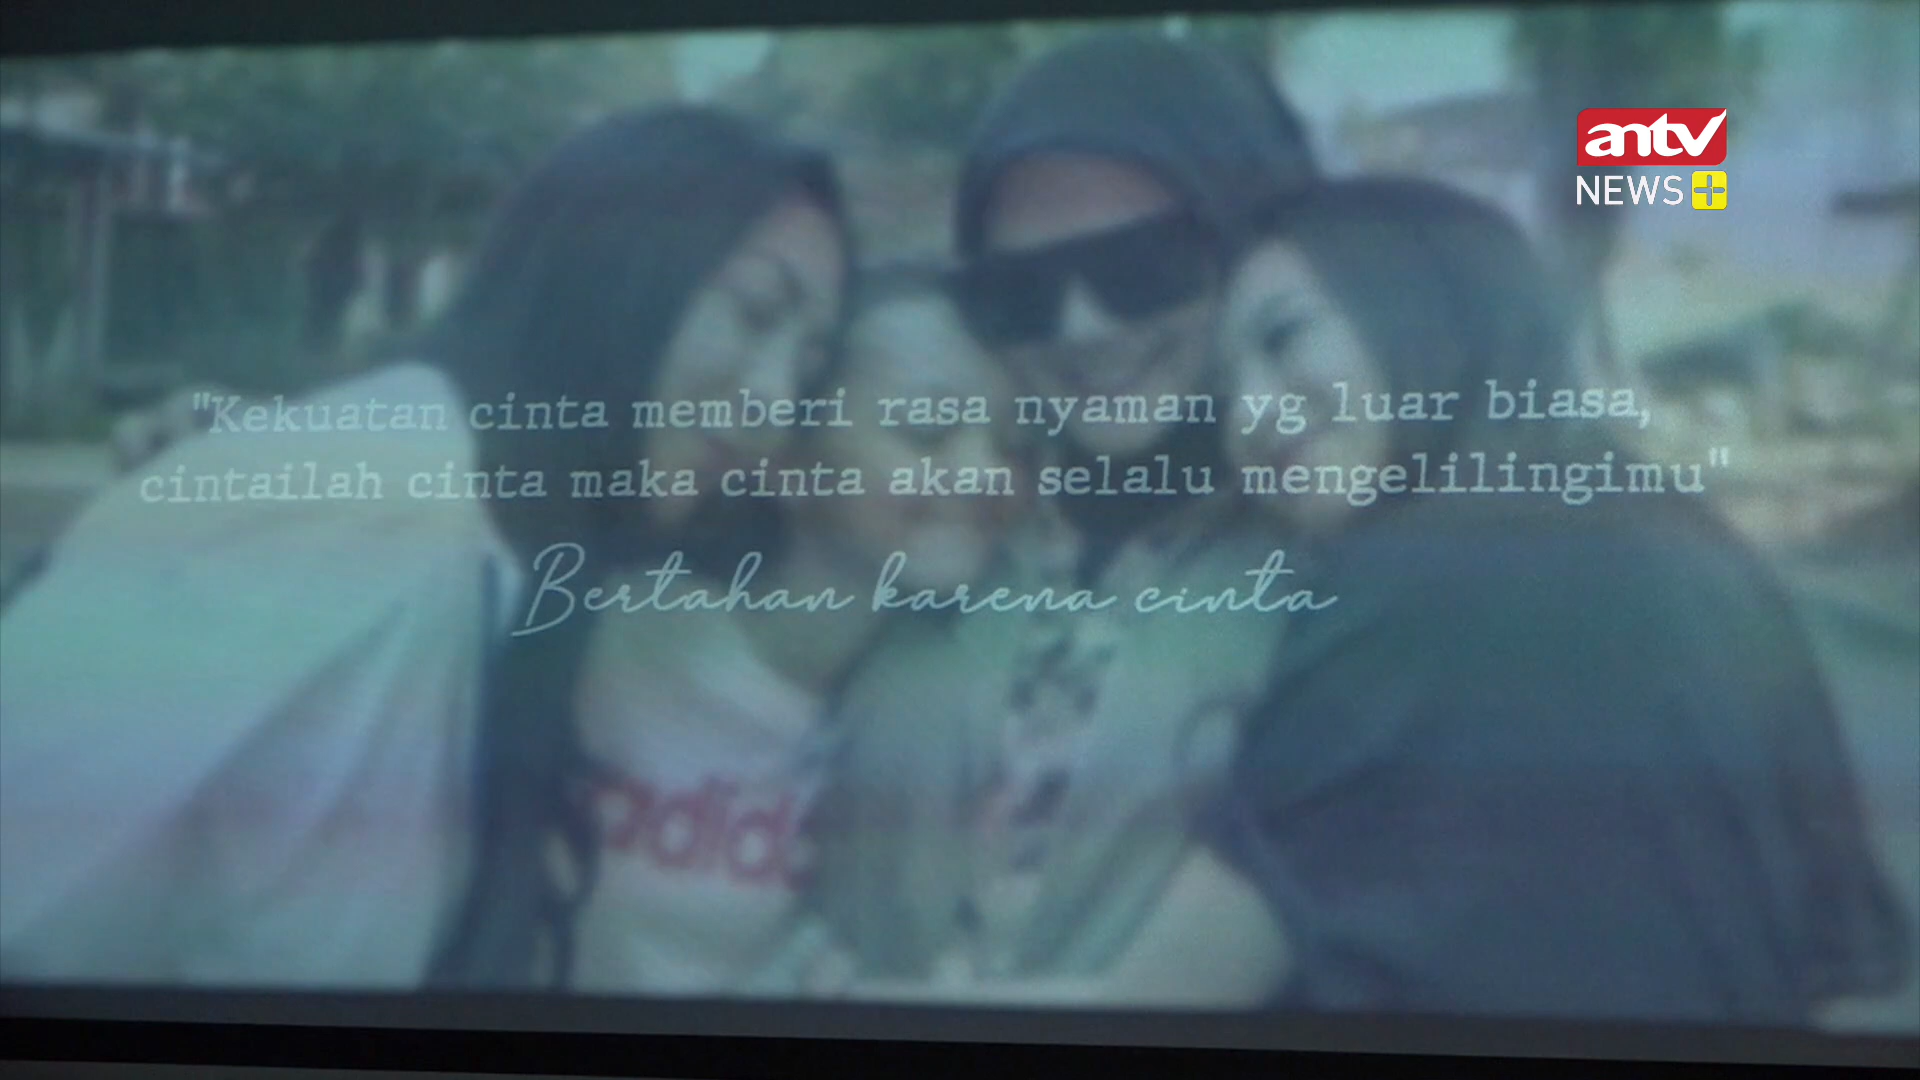 antv
NEWS+
"Kekuatan cinta memberi rasa nyaman yg luar biasa,
cintailah cinta maka cinta akan selalu mengelilingimu"
Bertahan karena cinta
adidas